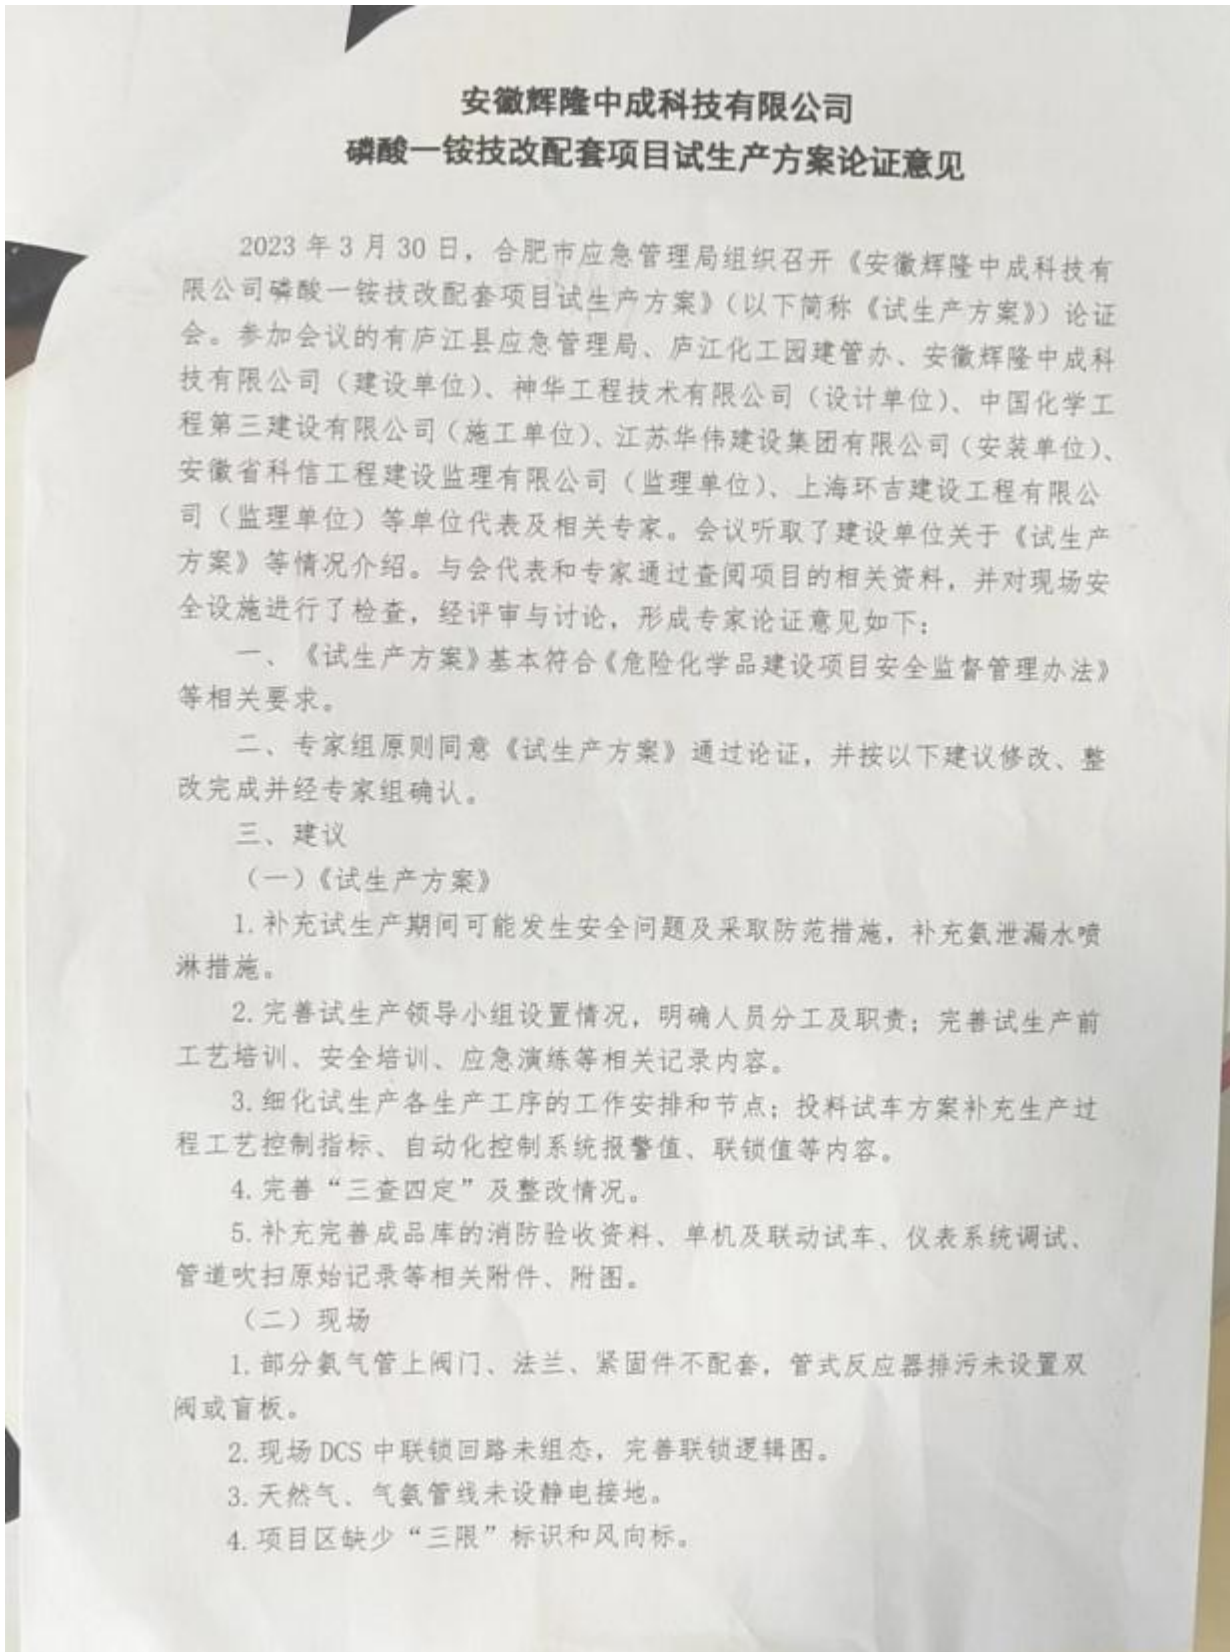 安徽辉隆中成科技有限公司
磷酸一铵技改配套项目试生产方案论证意见
2023 年 3 月 30 日，合肥市应急管理局组织召开《安徽辉隆中成科技有
限公司磷酸一铵技改配套项目试生产方案》（以下简称《试生产方案》）论证
会。参加会议的有庐江县应急管理局、庐江化工园建管办、安徽辉隆中成科
技有限公司（建设单位）、神华工程技术有限公司（设计单位）、中国化学工
程第三建设有限公司（施工单位）、江苏华伟建设集团有限公司（安装单位）、
安徽省科信工程建设监理有限公司（监理单位）、上海环吉建设工程有限公
司（监理单位）等单位代表及相关专家。会议听取了建设单位关于《试生产
方案》等情况介绍。与会代表和专家通过查阅项目的相关资料，并对现场安
全设施进行了检查，经评审与讨论，形成专家论证意见如下：
一、《试生产方案》基本符合《危险化学品建设项目安全监督管理办法》
等相关要求。
二、专家组原则同意《试生产方案》通过论证，并按以下建议修改、整
改完成并经专家组确认。
三、建议
（一）《试生产方案》
1.补充试生产期间可能发生安全问题及采取防范措施，补充氨泄漏水喷
淋措施。
2.完善试生产领导小组设置情况，明确人员分工及职责；完善试生产前
工艺培训、安全培训、应急演练等相关记录内容。
3.细化试生产各生产工序的工作安排和节点；投料试车方案补充生产过
程工艺控制指标、自动化控制系统报警值、联锁值等内容。
4.完善“三查四定”及整改情况。
5.补充完善成品库的消防验收资料、单机及联动试车、仪表系统调试、
管道吹扫原始记录等相关附件、附图。
（二）现场
1.部分氨气管上阀门、法兰、紧固件不配套，管式反应器排污未设置双
阀或盲板。
2.现场 DCS 中联锁回路未组态，完善联锁逻辑图。
3.天然气、气氨管线未设静电接地。
4.项目区缺少“三限”标识和风向标。